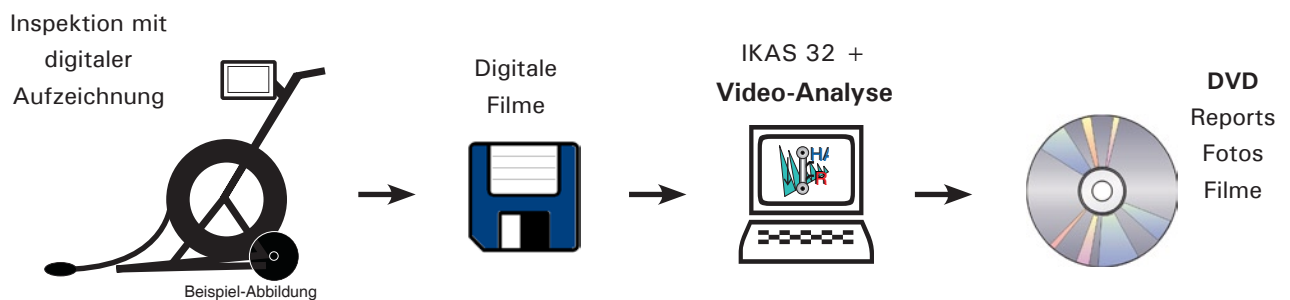 Inspektion mit
digitaler
Aufzeichnung
Beispiel-Abbildung
Digitale
Filme
IKAS 32 +
Video-Analyse
DVD
Reports
Fotos
Filme